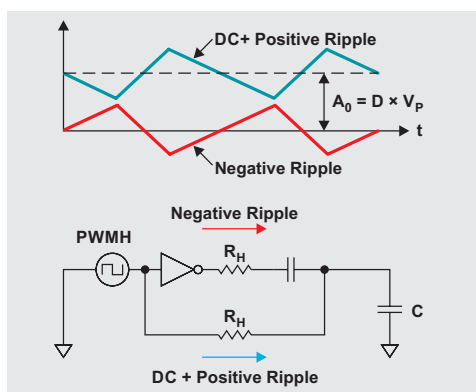 DC+ Positive Ripple
A0 = D × VP
t
Negative Ripple
Negative Ripple
PWMH
RH
RH
C
DC + Positive Ripple